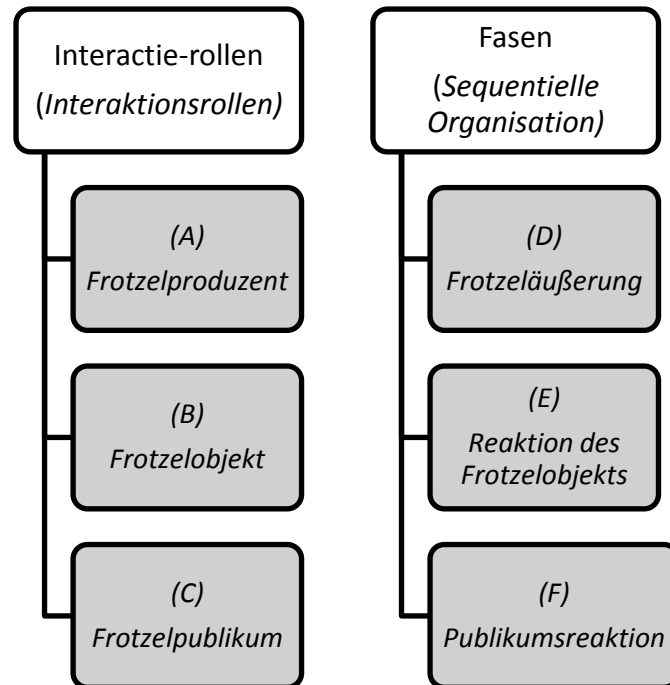 Interactie-rollen
(Interaktionsrollen)
(A)
Frotzelproduzent
(B)
Frotzelobjekt
(C)
Frotzelpublikum
Fasen
(Sequentielle
Organisation)
(D)
Frotzeläußerung
(E)
Reaktion des
Frotzelobjekts
(F)
Publikumsreaktion